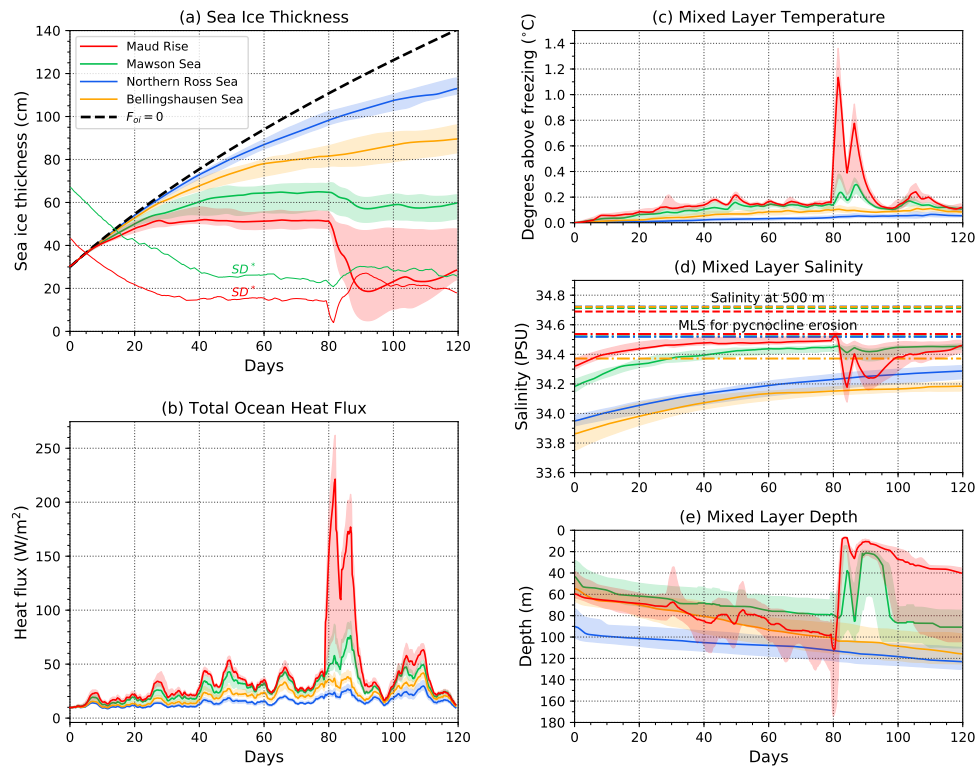 (a) Sea Ice Thickness
Sea ice thickness (cm)
140
120
100
80
60
40
20
0
Maud Rise
Mawson Sea
Northern Ross Sea
Bellingshausen Sea
F_oi = 0
SD*
SD*
0 20 40 60 80 100 120
Days
(b) Total Ocean Heat Flux
Heat flux (W/m²)
250
200
150
100
50
0
0 20 40 60 80 100 120
Days
(c) Mixed Layer Temperature
Degrees above freezing (°C)
1.4
1.2
1.0
0.8
0.6
0.4
0.2
0.0
0 20 40 60 80 100 120
(d) Mixed Layer Salinity
Salinity (PSU)
34.8
34.6
34.4
34.2
34.0
33.8
33.6
Salinity at 500 m
MLS for pycnocline erosion
0 20 40 60 80 100 120
(e) Mixed Layer Depth
Depth (m)
0
20
40
60
80
100
120
140
160
180
0 20 40 60 80 100 120
Days